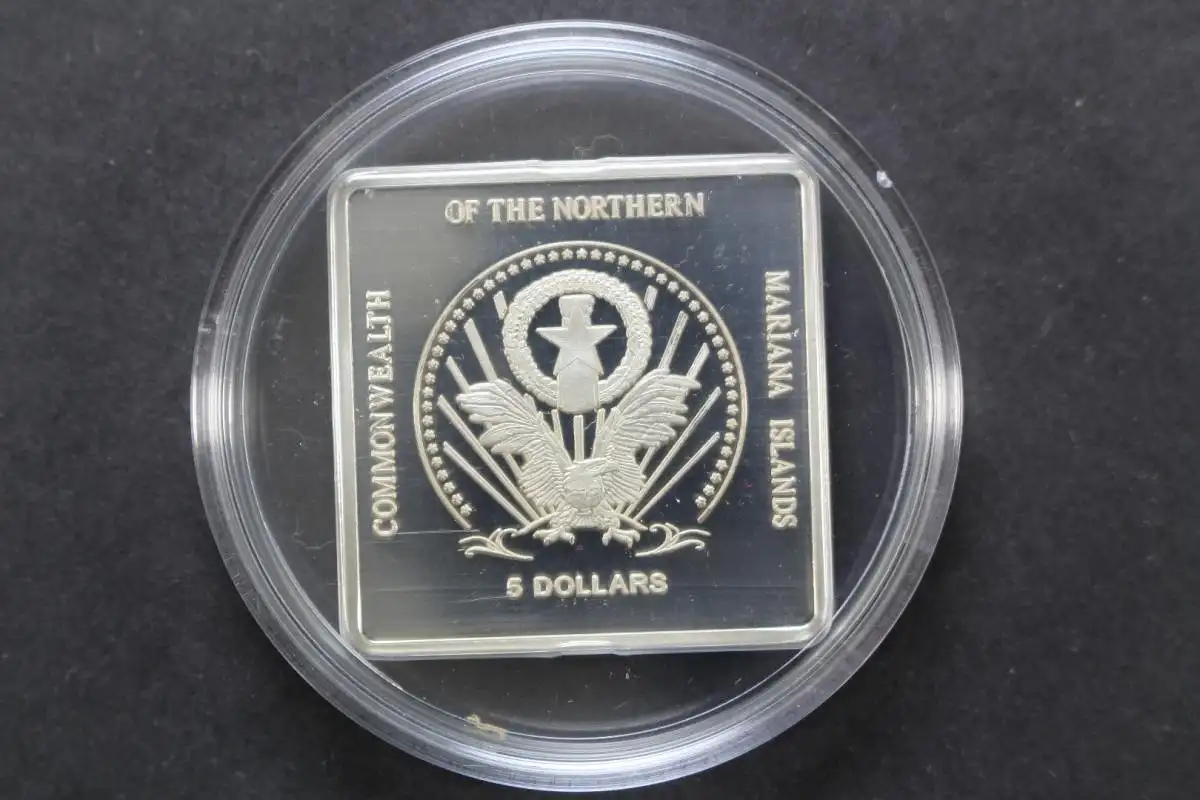 COMMONWEALTH
OF THE NORTHERN
MARIANA ISLANDS
5 DOLLARS